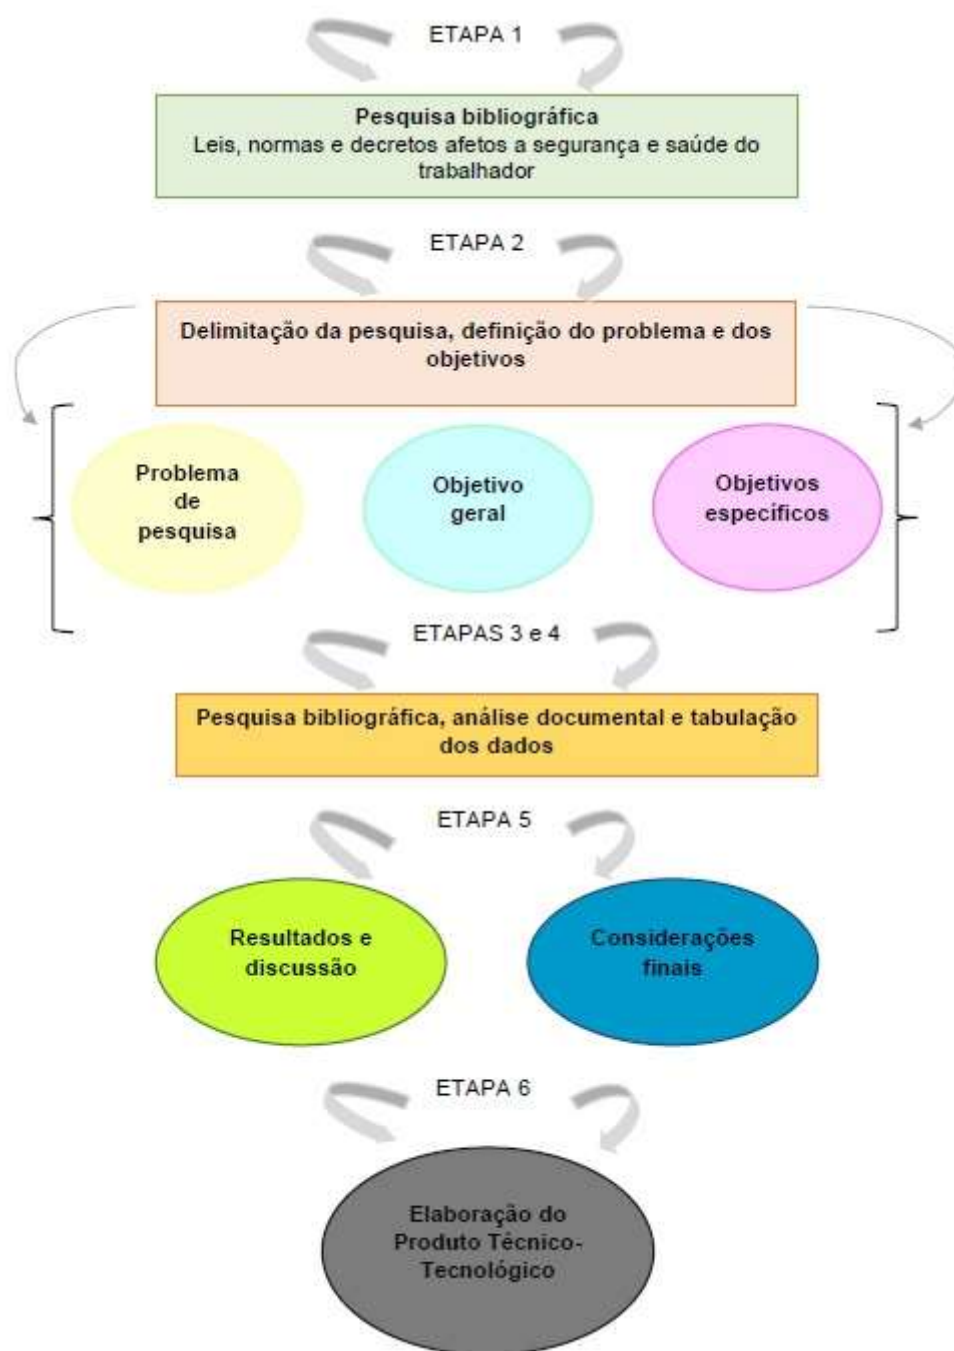 ETAPA 1
Pesquisa bibliográfica
Leis, normas e decretos afetos a segurança e saúde do
trabalhador
ETAPA 2
Delimitação da pesquisa, definição do problema e dos
objetivos
Problema
de
pesquisa
Objetivo
geral
Objetivos
específicos
ETAPAS 3 e 4
Pesquisa bibliográfica, análise documental e tabulação
dos dados
ETAPA 5
Resultados e
discussão
Considerações
finais
ETAPA 6
Elaboração do
Produto Técnico-
Tecnológico